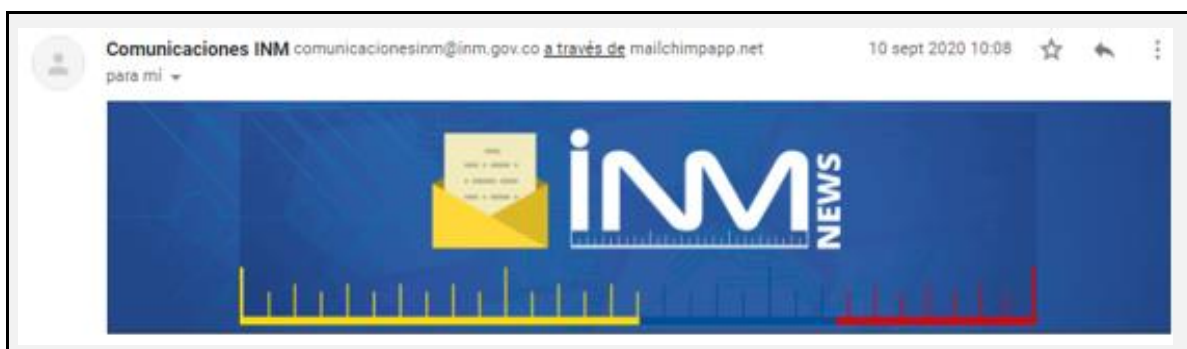 Comunicaciones INM comunicacionesinm@inm.gov.co a través de mailchimpapp.net 10 sept 2020 10:08
para mí
iNM
NEWS